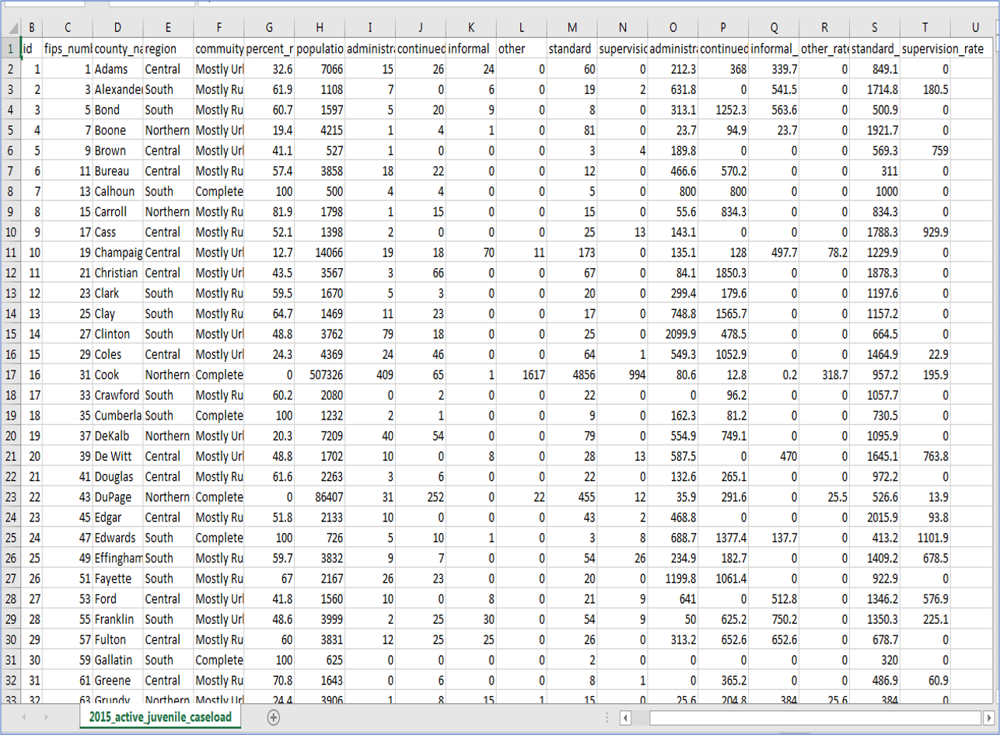 B C D E F G H I J K L M N O P Q R S T U
1 id fips_numb county_na region commuity percent_r populatio administra continued informal other standard supervisic administra continued informal_ other_rate standard_ supervision_rate
2 1 1 Adams Central Mostly Url 32.6 7066 15 26 24 0 60 0 212.3 368 339.7 0 849.1 0
3 2 3 Alexander South Mostly Ru 61.9 1108 7 0 6 0 19 2 631.8 0 541.5 0 1714.8 180.5
4 3 5 Bond South Mostly Ru 60.7 1597 5 20 9 0 8 0 313.1 1252.3 563.6 0 500.9 0
5 4 7 Boone Northern Mostly Url 19.4 4215 1 4 1 0 81 0 23.7 94.9 23.7 0 1921.7 0
6 5 9 Brown Central Mostly Url 41.1 527 1 0 0 0 3 4 189.8 0 0 0 569.3 759
7 6 11 Bureau Central Mostly Ru 57.4 3858 18 22 0 0 12 0 466.6 570.2 0 0 311 0
8 7 13 Calhoun South Complete 100 500 4 4 0 0 5 0 800 800 0 0 1000 0
9 8 15 Carroll Northern Mostly Ru 81.9 1798 1 15 0 0 15 0 55.6 834.3 0 0 834.3 0
10 9 17 Cass Central Mostly Ru 52.1 1398 2 0 0 0 25 13 143.1 0 0 0 1788.3 929.9
11 10 19 Champaig Central Mostly Url 12.7 14066 19 18 70 11 173 0 135.1 128 497.7 78.2 1229.9 0
12 11 21 Christian Central Mostly Url 43.5 3567 3 66 0 0 67 0 84.1 1850.3 0 0 1878.3 0
13 12 23 Clark South Mostly Ru 59.5 1670 5 3 0 0 20 0 299.4 179.6 0 0 1197.6 0
14 13 25 Clay South Mostly Ru 64.7 1469 11 23 0 0 17 0 748.8 1565.7 0 0 1157.2 0
15 14 27 Clinton South Mostly Url 48.8 3762 79 18 0 0 25 0 2099.9 478.5 0 0 664.5 0
16 15 29 Coles Central Mostly Url 24.3 4369 24 46 0 0 64 1 549.3 1052.9 0 0 1464.9 22.9
17 16 31 Cook Northern Complete 0 507326 409 65 1 1617 4856 994 80.6 12.8 0.2 318.7 957.2 195.9
18 17 33 Crawford South Mostly Ru 60.2 2080 0 2 0 0 22 0 0 96.2 0 0 1057.7 0
19 18 35 Cumberla South Complete 100 1232 2 1 0 0 9 0 162.3 81.2 0 0 730.5 0
20 19 37 DeKalb Northern Mostly Url 20.3 7209 40 54 0 0 79 0 554.9 749.1 0 0 1095.9 0
21 20 39 De Witt Central Mostly Url 48.8 1702 10 0 8 0 28 13 587.5 0 470 0 1645.1 763.8
22 21 41 Douglas Central Mostly Ru 61.6 2263 3 6 0 0 22 0 132.6 265.1 0 0 972.2 0
23 22 43 DuPage Northern Complete 0 86407 31 252 0 22 455 12 35.9 291.6 0 25.5 526.6 13.9
24 23 45 Edgar Central Mostly Ru 51.8 2133 10 0 0 0 43 2 468.8 0 0 0 2015.9 93.8
25 24 47 Edwards South Complete 100 726 5 10 1 0 3 8 688.7 1377.4 137.7 0 413.2 1101.9
26 25 49 Effingham South Mostly Ru 59.7 3832 9 7 0 0 54 26 234.9 182.7 0 0 1409.2 678.5
27 26 51 Fayette South Mostly Ru 67 2167 26 23 0 0 20 0 1199.8 1061.4 0 0 922.9 0
28 27 53 Ford Central Mostly Url 41.8 1560 10 0 8 0 21 9 641 0 512.8 0 1346.2 576.9
29 28 55 Franklin South Mostly Url 48.6 3999 2 25 30 0 54 9 50 625.2 750.2 0 1350.3 225.1
30 29 57 Fulton Central Mostly Ru 60 3831 12 25 25 0 26 0 313.2 652.6 652.6 0 678.7 0
31 30 59 Gallatin South Complete 100 625 0 0 0 0 2 0 0 0 0 0 320 0
32 31 61 Greene Central Mostly Ru 70.8 1643 0 6 0 0 8 1 0 365.2 0 0 486.9 60.9
33 32 63 Grundy Northern Mostly Url 24.4 3906 1 8 15 1 15 0 25.6 204.8 384 25.6 384 0
2015_active_juvenile_caseload